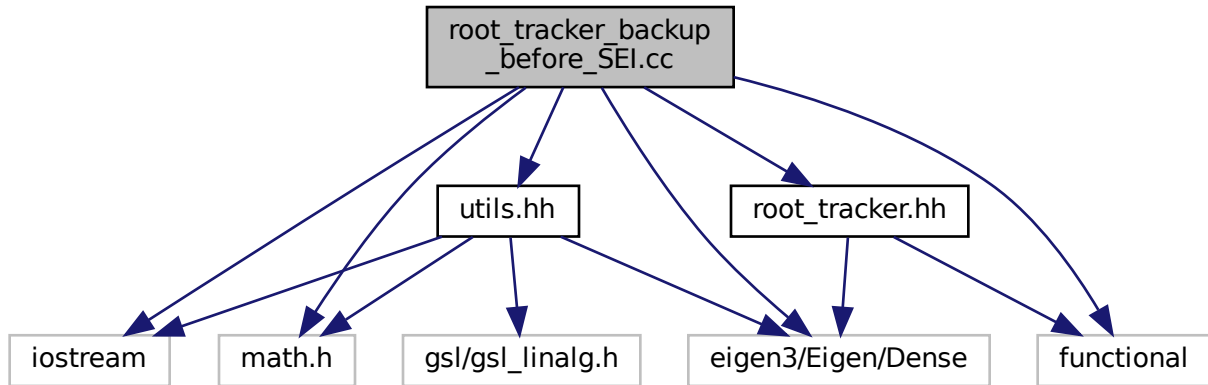 root_tracker_backup
_before_SEI.cc
utils.hh
root_tracker.hh
iostream
math.h
gsl/gsl_linalg.h
eigen3/Eigen/Dense
functional